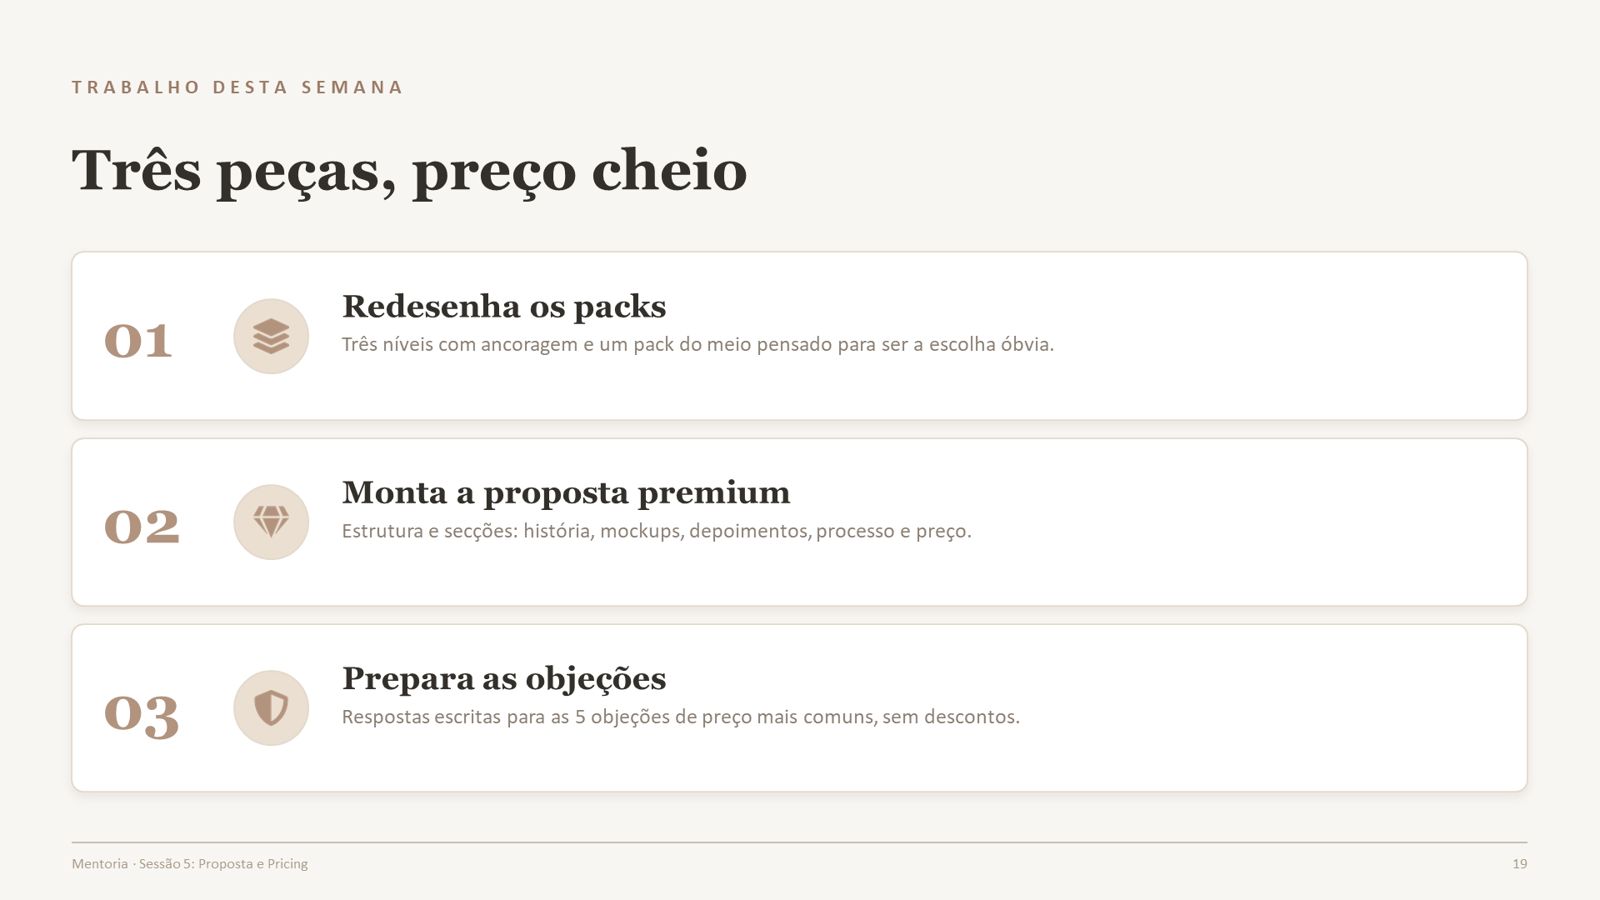 TRABALHO DESTA SEMANA
Três peças, preço cheio
01
Redesenha os packs
Três níveis com ancoragem e um pack do meio pensado para ser a escolha óbvia.
02
Monta a proposta premium
Estrutura e secções: história, mockups, depoimentos, processo e preço.
03
Prepara as objeções
Respostas escritas para as 5 objeções de preço mais comuns, sem descontos.
Mentoria · Sessão 5: Proposta e Pricing
19